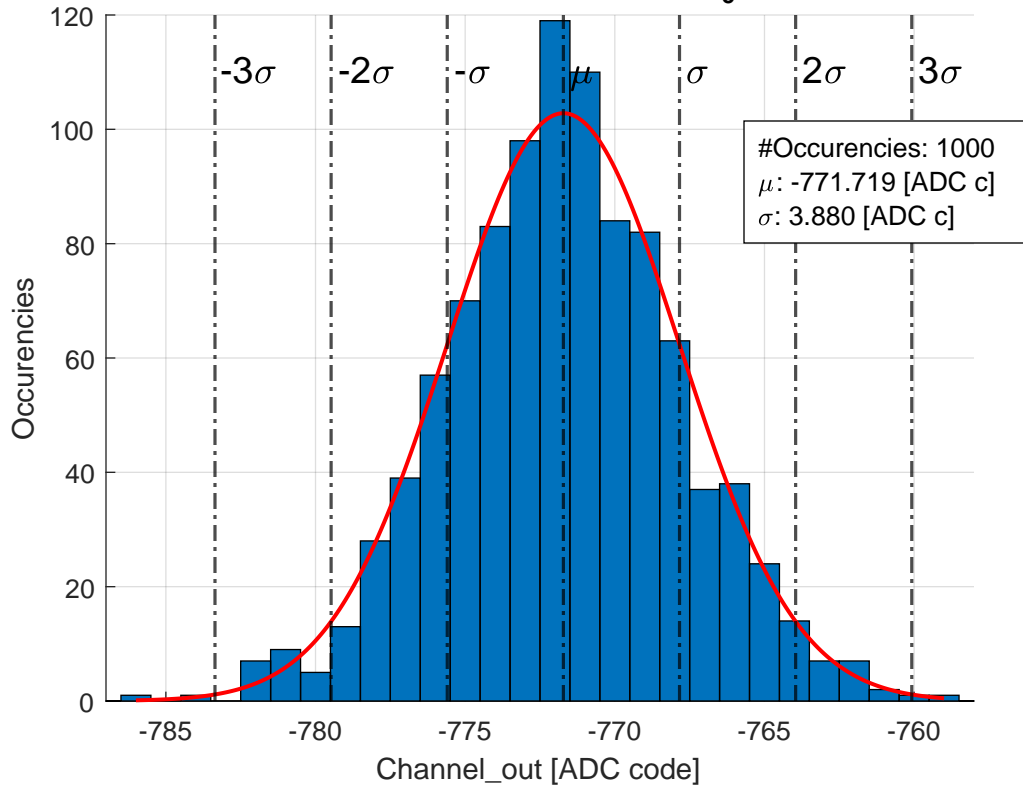 120
100
80
60
40
20
0
Occurencies
-3σ
-2σ
-σ
μ
σ
2σ
3σ
#Occurencies: 1000
μ: -771.719 [ADC c]
σ: 3.880 [ADC c]
-785
-780
-775
-770
-765
-760
Channel_out [ADC code]